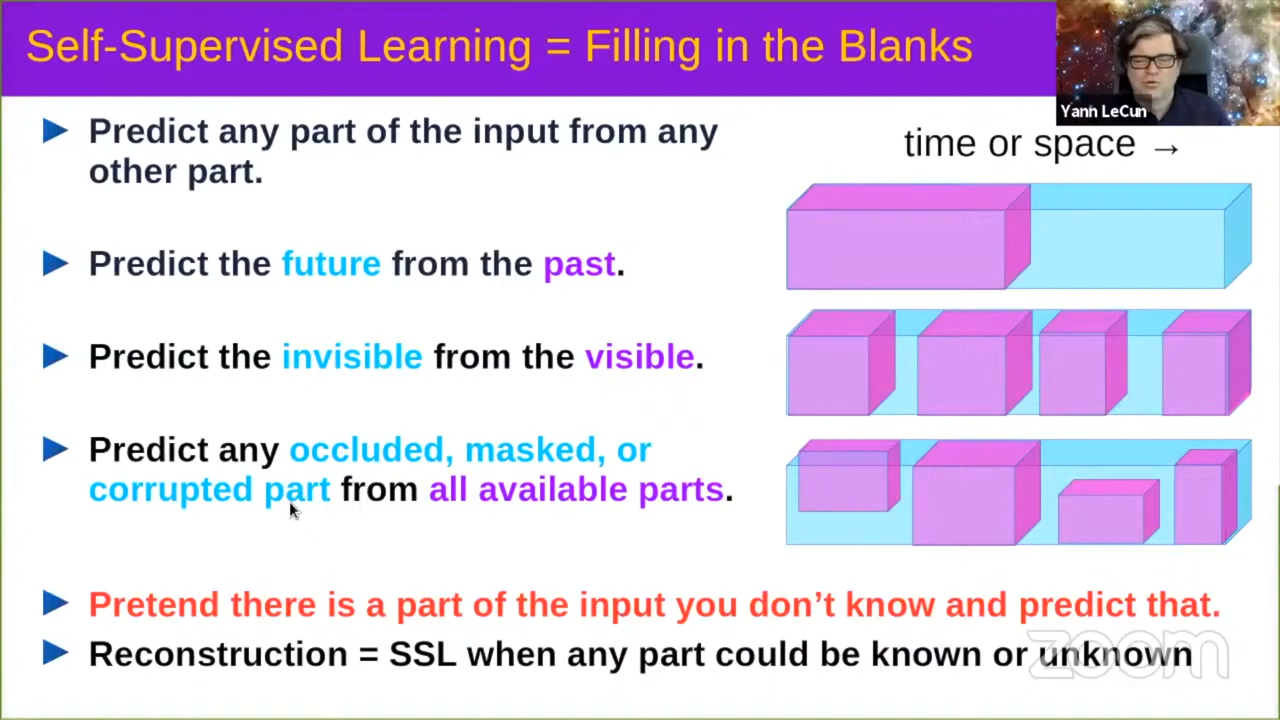 Self-Supervised Learning = Filling in the Blanks
Yann LeCun
time or space →
Predict any part of the input from any
other part.
Predict the future from the past.
Predict the invisible from the visible.
Predict any occluded, masked, or
corrupted part from all available parts.
Pretend there is a part of the input you don’t know and predict that.
Reconstruction = SSL when any part could be known or unknown
zoom